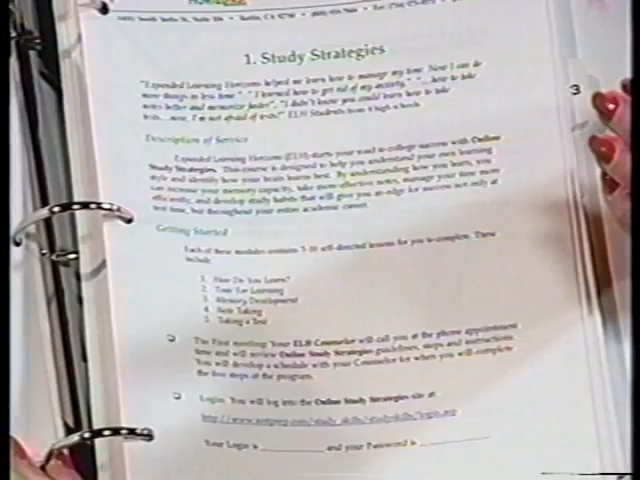 1. Study Strategies
"Expanded Learning Horizons helped me learn how to manage my time. Now I can do
more things in less time." " I learned how to get rid of my anxiety." "...how to take
notes better and memorize faster". "I didn't know you could learn how to take
tests...now, I'm not afraid of tests!" ELH Students from 4 high schools.
Description of Service
Expanded Learning Horizons (ELH) starts your road to college success with Online
Study Strategies. This course is designed to help you understand your own learning
style and identify how your brain learns best. By understanding how you learn, you
can increase your memory capacity, take more effective notes, manage your time more
efficiently, and develop study habits that will give you an edge for success not only at
test time, but throughout your entire academic career.
Getting Started
Each of these modules contains 5-10 self-directed lessons for you to complete. These
include:
1. How Do You Learn?
2. Time For Learning
3. Memory Development
4. Note Taking
5. Taking a Test
The First meeting: Your ELH Counselor will call you at the phone appointment
time and will review Online Study Strategies guidelines, steps and instructions.
You will develop a schedule with your Counselor for when you will complete
the five steps of the program.
Login: You will log into the Online Study Strategies site at
Your Login is __________ and your Password is __________
3